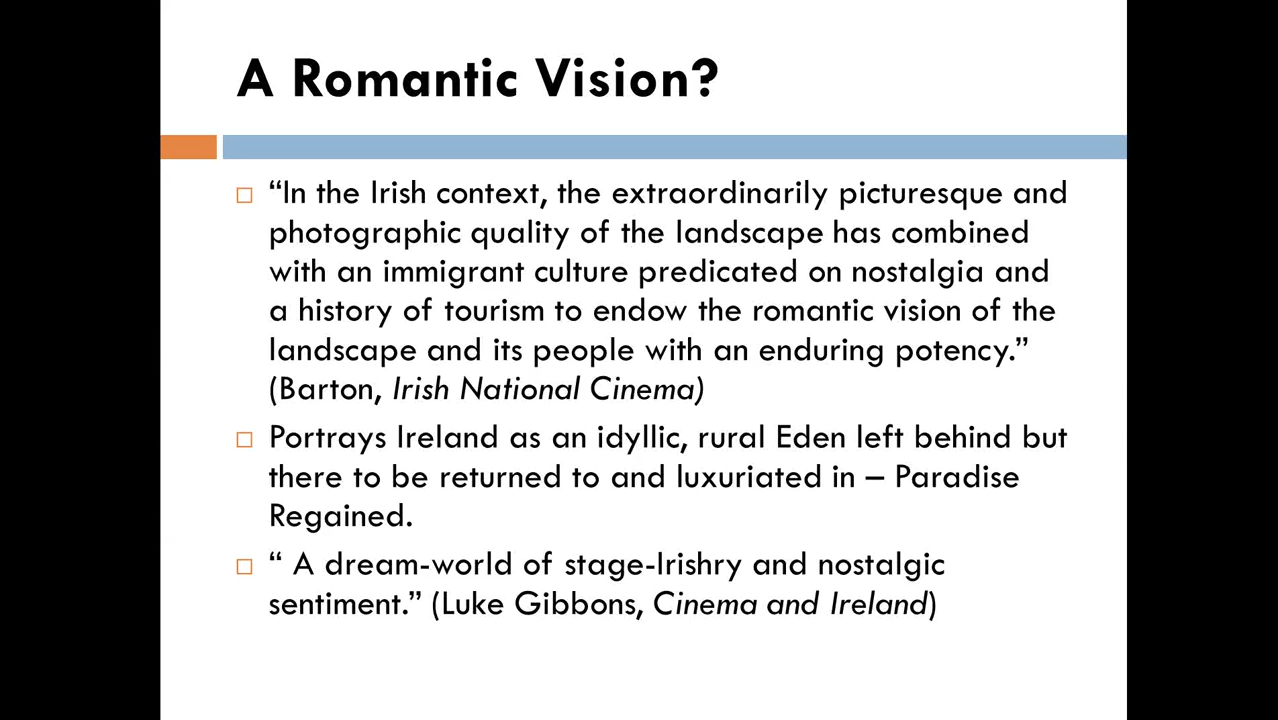 A Romantic Vision?
“In the Irish context, the extraordinarily picturesque and
photographic quality of the landscape has combined
with an immigrant culture predicated on nostalgia and
a history of tourism to endow the romantic vision of the
landscape and its people with an enduring potency.”
(Barton, Irish National Cinema)
Portrays Ireland as an idyllic, rural Eden left behind but
there to be returned to and luxuriated in – Paradise
Regained.
“ A dream-world of stage-Irishry and nostalgic
sentiment.” (Luke Gibbons, Cinema and Ireland)